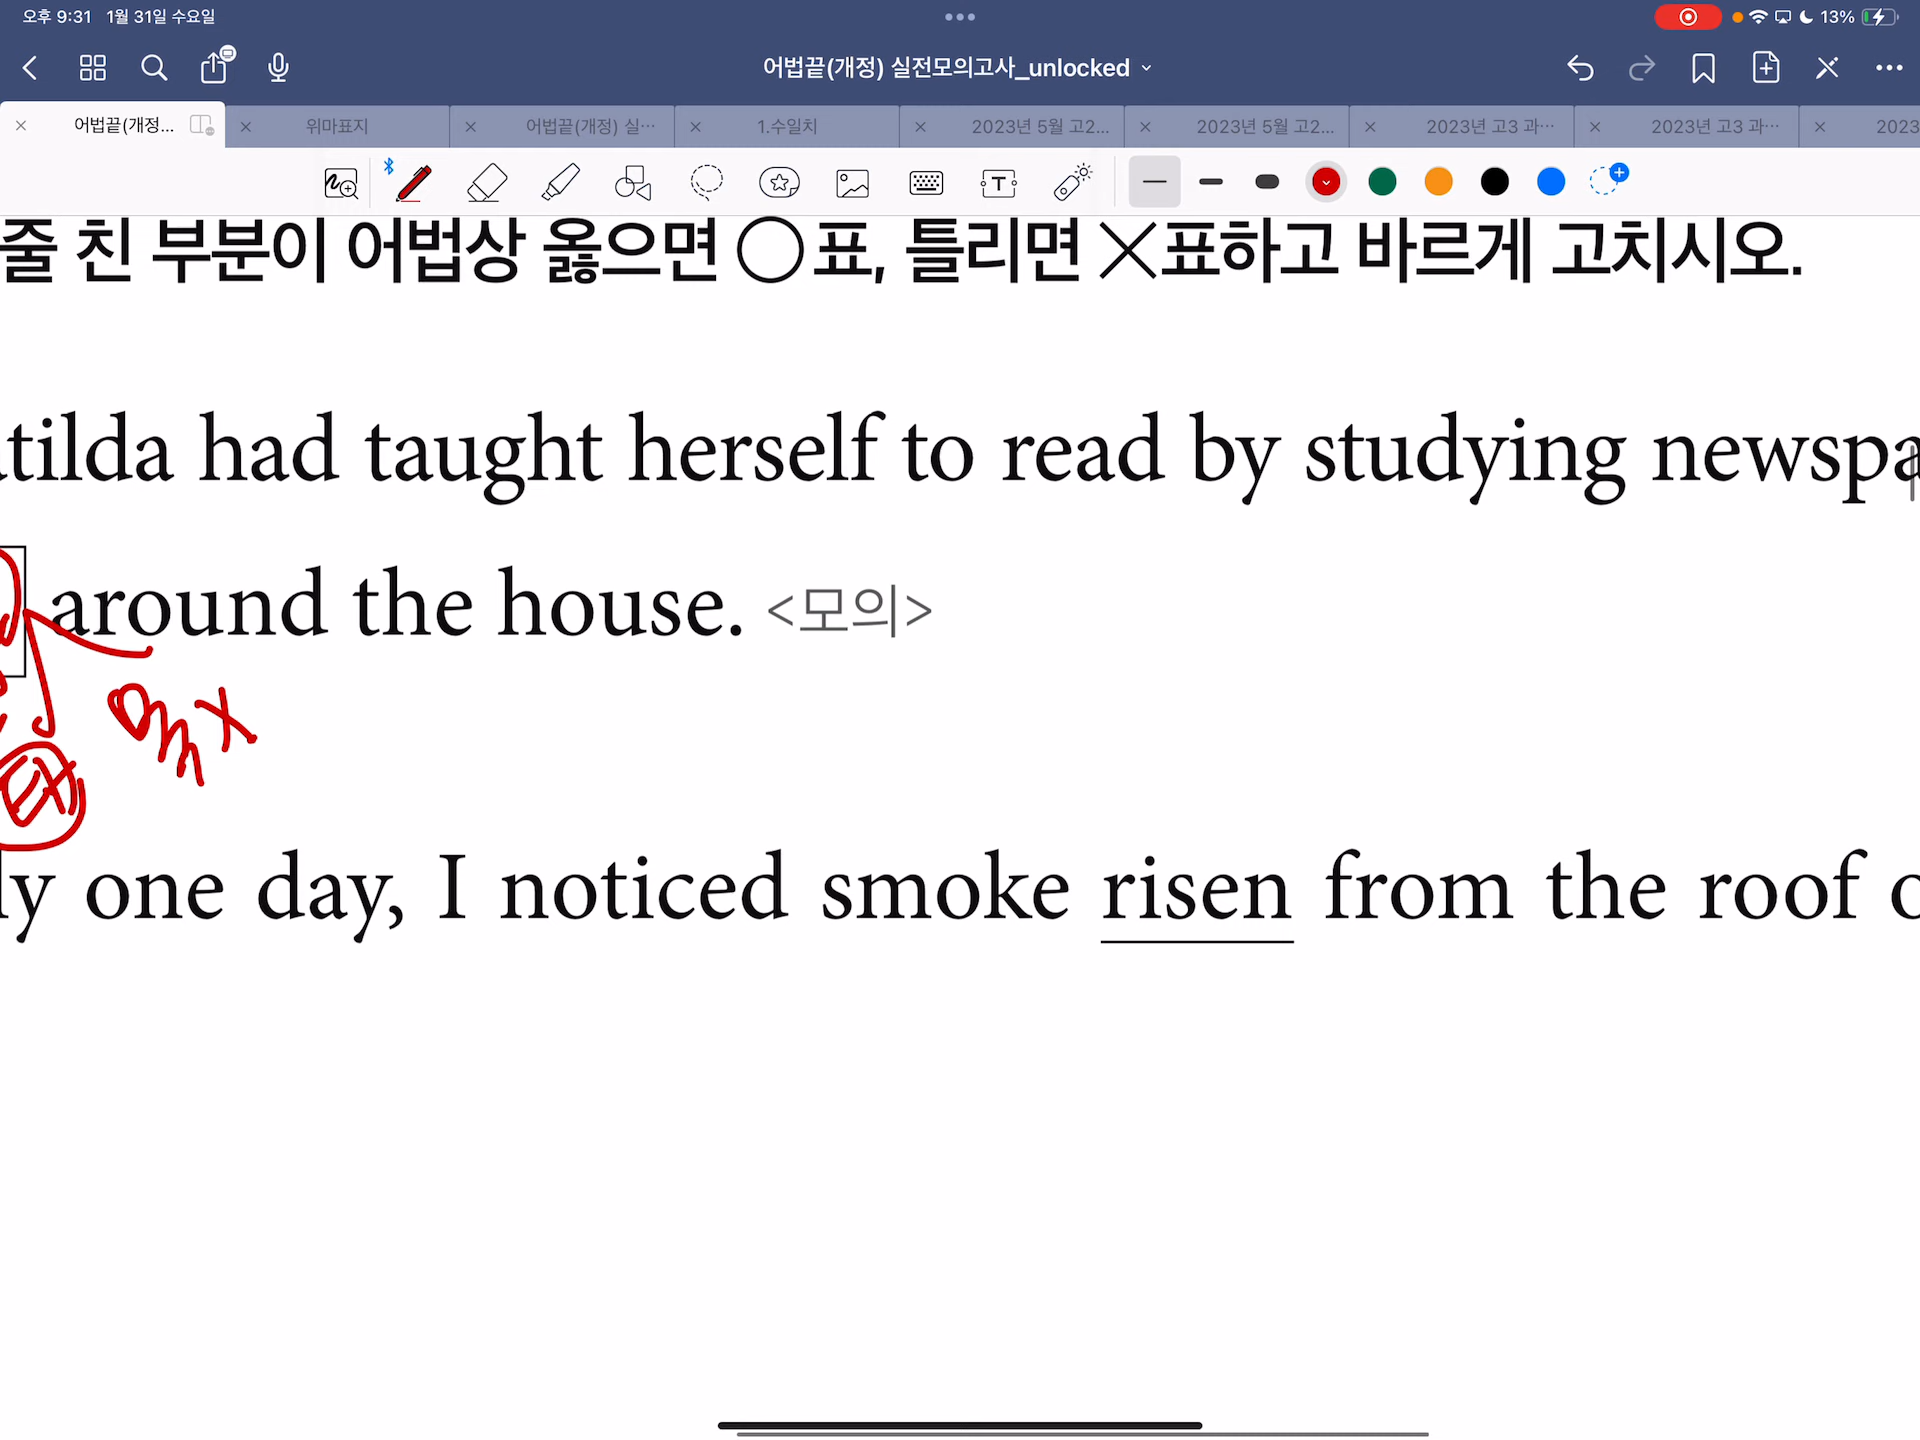 오후 9:31 1월 31일 수요일
13%
어법끝(개정) 실전모의고사_unlocked
어법끝(개정... 위마표지 어법끝(개정) 실… 1.수일치 2023년 5월 고2... 2023년 5월 고2... 2023년 고3 과… 2023년 고3 과… 2023
줄 친 부분이 어법상 옳으면 ◯표, 틀리면 ╳표하고 바르게 고치시오.
tilda had taught herself to read by studying newspa
around the house. <모의>
ly one day, I noticed smoke risen from the roof o